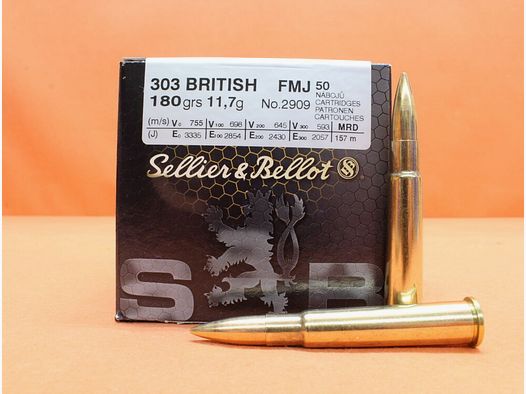 303 BRITISH FMJ 50
180grs 11,7g No.2909
NÁBOJŮ
CARTRIDGES
PATRONEN
CARTOUCHES
(m/s) V0 755 V100 698 V200 645 V300 593 MRD
(J) E0 3335 E100 2854 E200 2430 E300 2057 157 m
Sellier & Bellot
SB
S B